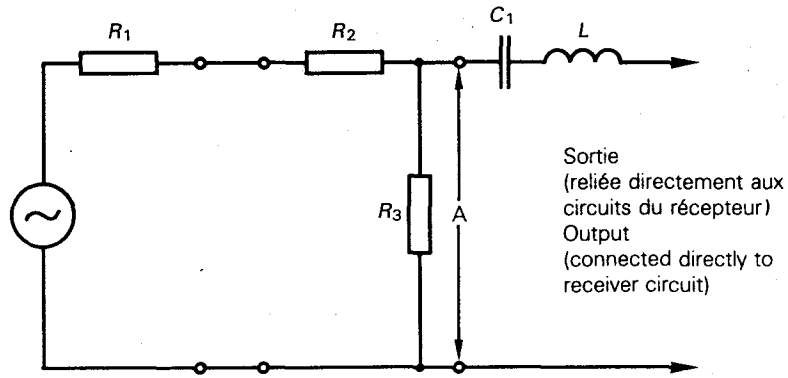 C1
R1
R2
L
R3
A
Sortie
(reliée directement aux
circuits du récepteur)
Output
(connected directly to
receiver circuit)